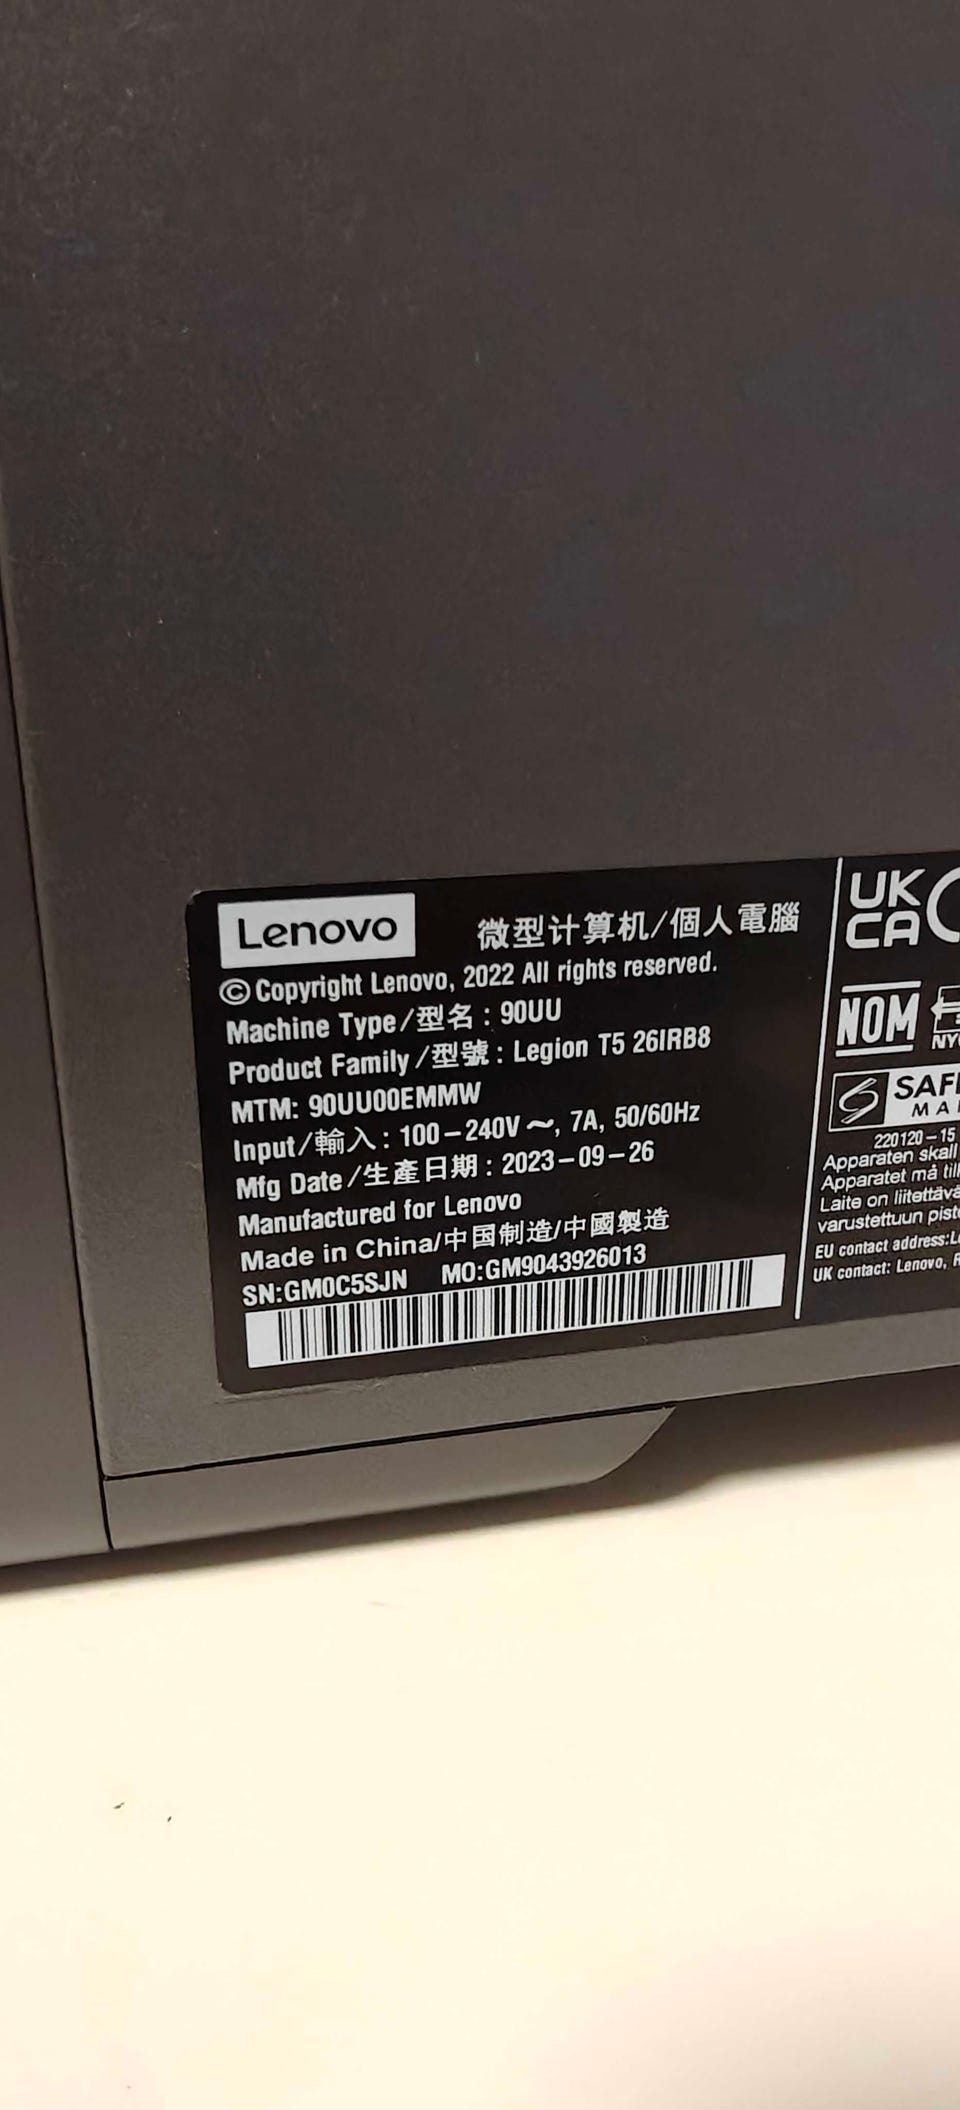 Lenovo 微型计算机/個人電腦
© Copyright Lenovo, 2022 All rights reserved.
Machine Type/型名 : 90UU
Product Family /型號 : Legion T5 26IRB8
MTM: 90UU00EMMW
Input/輸入 : 100-240V ～, 7A, 50/60Hz
Mfg Date/生產日期 : 2023-09-26
Manufactured for Lenovo
Made in China/中国制造/中國製造
SN:GM0C5SJN MO:GM9043926013
UK
CA
NOM
220120-15
Apparaten skall
Apparatet må
Laite on
EU contact address:
UK contact: Lenovo,